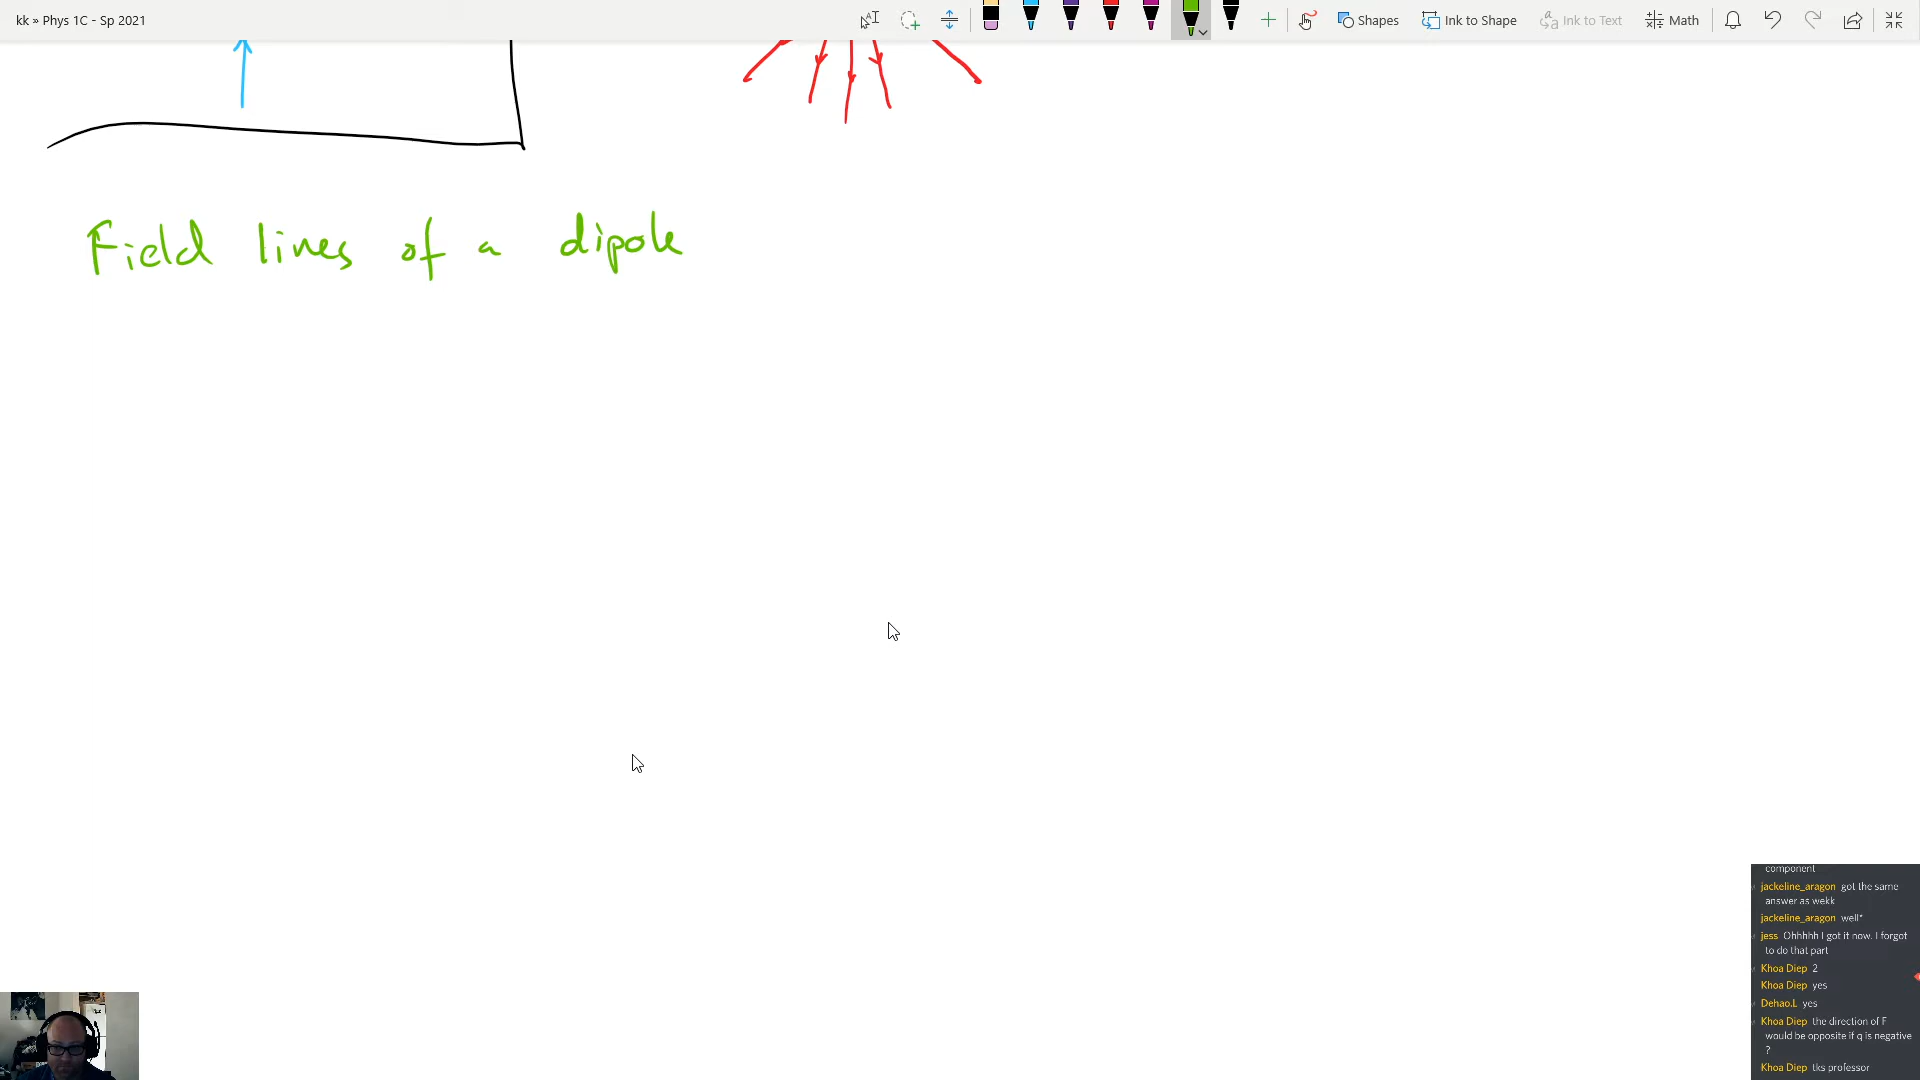 kk » Phys 1C - Sp 2021
Shapes
Ink to Shape
Ink to Text
Math
Field lines of a dipole
component
jackeline_aragon got the same
answer as wekk
jackeline_aragon well*
jess Ohhhhh I got it now. I forgot
to do that part
Khoa Diep 2
Khoa Diep yes
Dehao.L yes
Khoa Diep the direction of F
would be opposite if q is negative
?
Khoa Diep tks professor